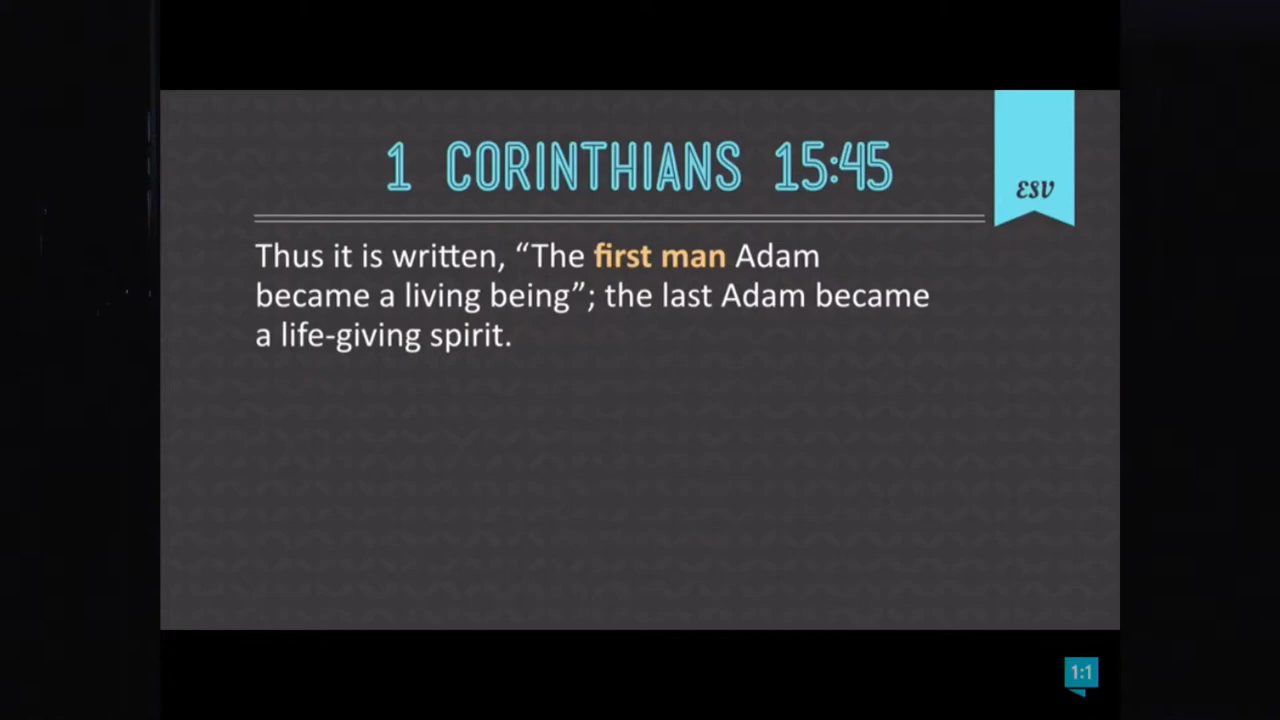 1 CORINTHIANS 15:45
ESV
Thus it is written, “The first man Adam
became a living being”; the last Adam became
a life-giving spirit.
1:1